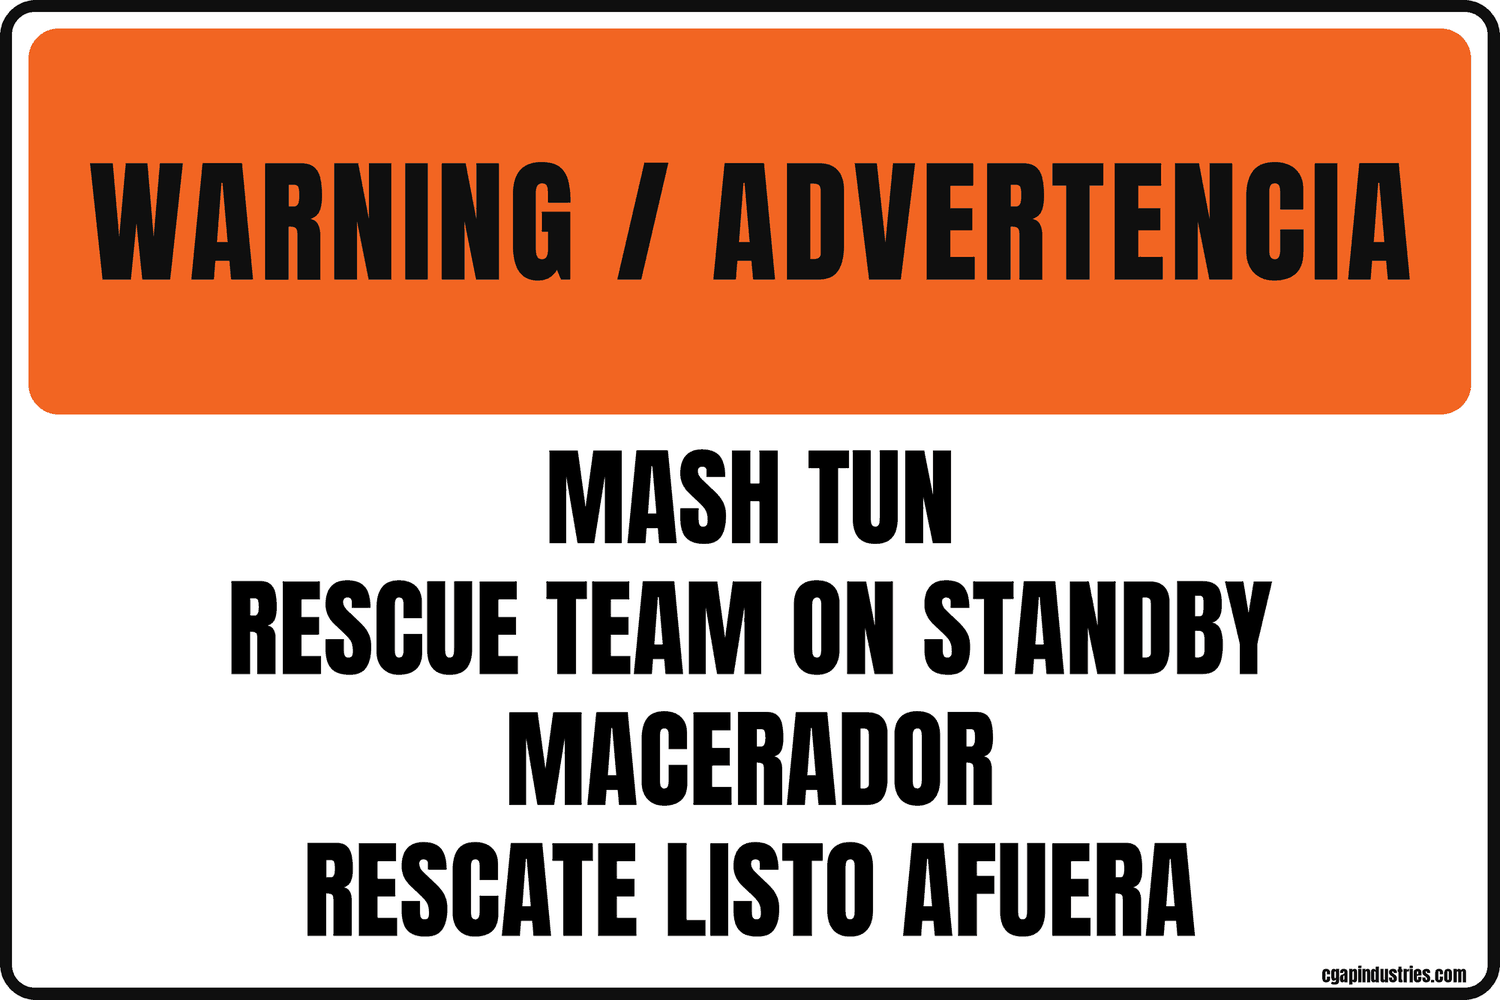 WARNING / ADVERTENCIA
MASH TUN
RESCUE TEAM ON STANDBY
MACERADOR
RESCATE LISTO AFUERA
cgapindustries.com